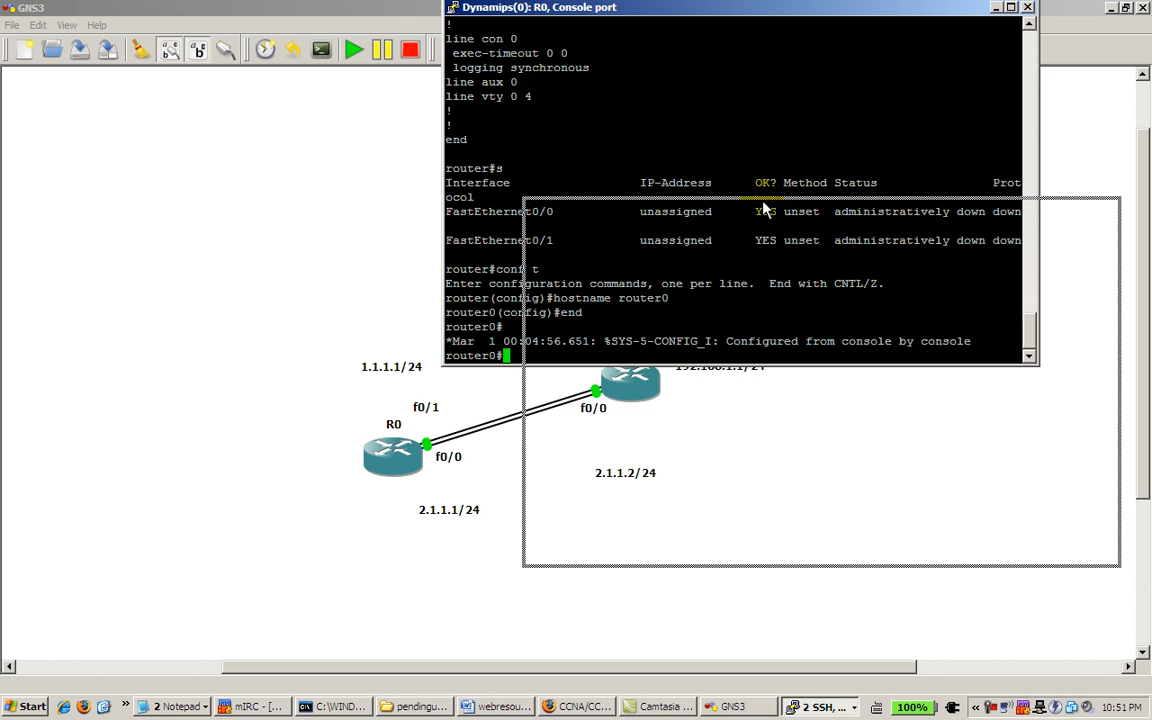 GNS3
File Edit View Help
Dynamips(0): R0, Console port
!
line con 0
exec-timeout 0 0
logging synchronous
line aux 0
line vty 0 4
!
!
end
router#s
Interface IP-Address OK? Method Status Prot
ocol
FastEthernet0/0 unassigned YES unset administratively down down
FastEthernet0/1 unassigned YES unset administratively down down
router#conf t
Enter configuration commands, one per line. End with CNTL/Z.
router(config)#hostname router0
router0(config)#end
router0#
*Mar 1 00:04:56.651: %SYS-5-CONFIG_I: Configured from console by console
router0#
1.1.1.1/24
192.168.1.1/24
f0/1
f0/0
R0
f0/0
2.1.1.2/24
2.1.1.1/24
Start
2 Notepad
mIRC - [...
C:\WIND...
pendingu...
webresou...
CCNA/CC...
Camtasia ...
GNS3
2 SSH, ...
100%
10:51 PM